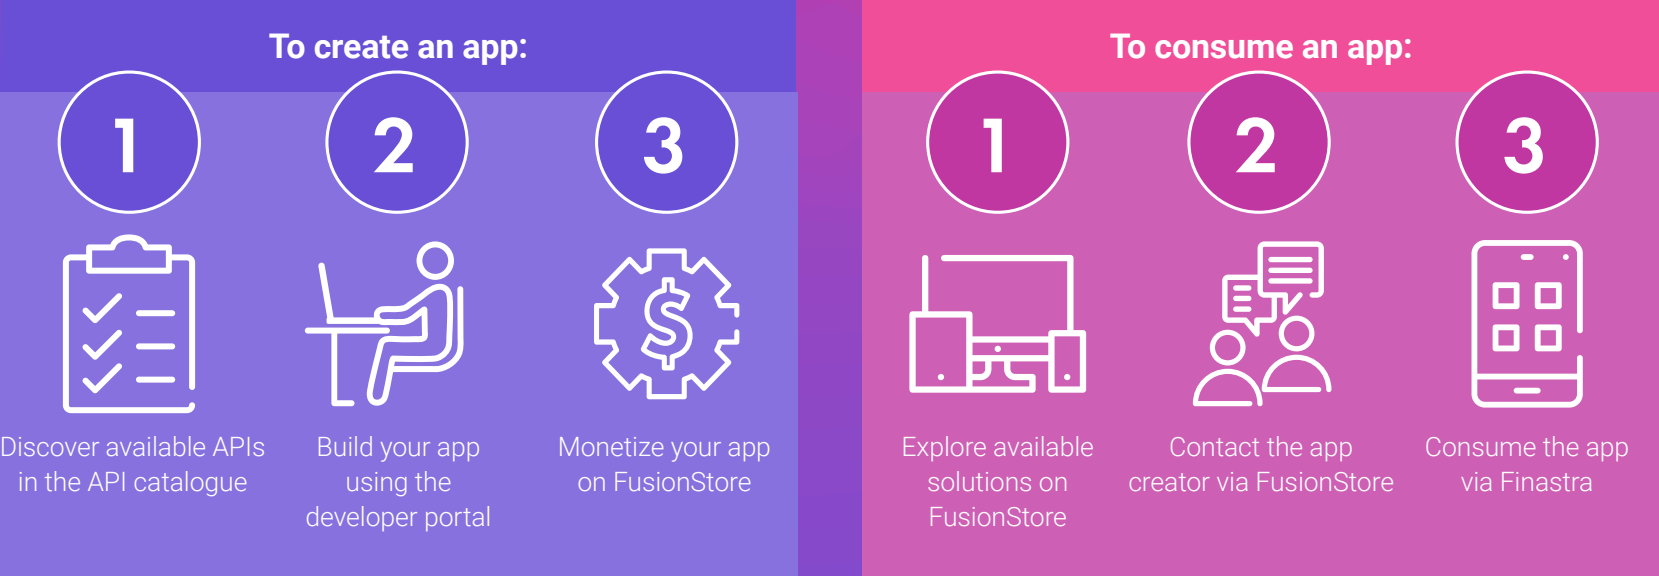 To create an app:
1
2
3
Discover available APIs
in the API catalogue
Build your app
using the
developer portal
$
Monetize your app
on FusionStore
To consume an app:
1
2
3
Explore available
solutions on
FusionStore
Contact the app
creator via FusionStore
Consume the app
via Finastra